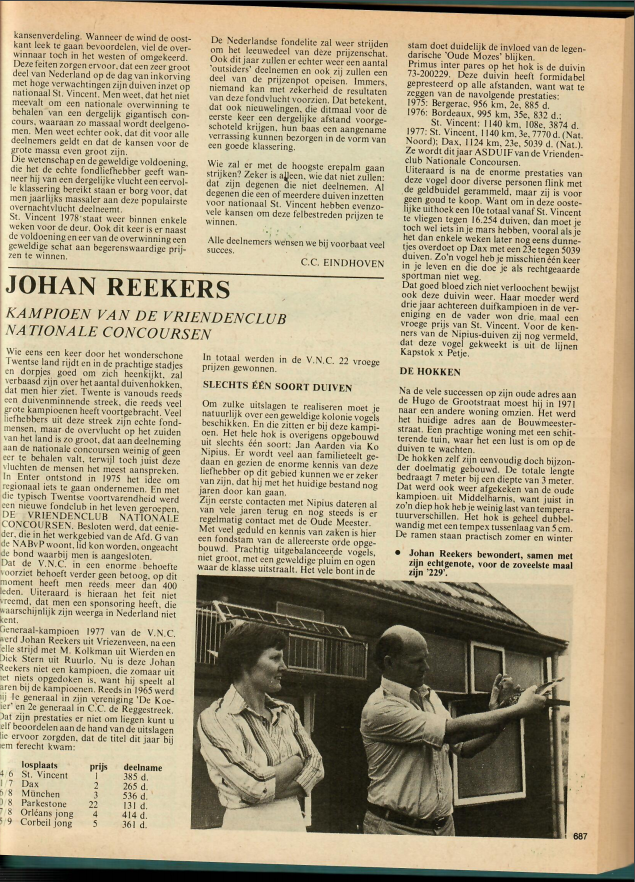 kansenverdeling. Wanneer de wind de oost-
kant leek te gaan bevoordelen, viel de over-
winnaar toch in het westen of omgekeerd.
Deze feiten zorgen ervoor, dat een zeer groot
deel van Nederland op de dag van inkorving
met hoge verwachtingen zijn duiven inzet op
nationaal St. Vincent. Men weet, dat het niet
meevalt om een nationale overwinning te
behalen van een dergelijk gigantisch con-
cours, waaraan zo massaal wordt deelgeno-
men. Men weet echter ook, dat dit voor alle
deelnemers geldt en dat de kansen voor de
grote massa even groot zijn.
De wetenschap en de geweldige voldoening,
die het de echte fondliefhebber geeft wan-
neer hij van een dergelijke vlucht een eervol-
le klassering bereikt staan er borg voor, dat
men jaarlijks massaler aan deze populairste
overnachtvlucht deelneemt.
St. Vincent 1978 staat weer binnen enkele
weken voor de deur. Ook dit keer is er naast
de voldoening en eer van de overwinning een
geweldige schat aan begerenswaardige prij-
zen te winnen.
De Nederlandse fondelite zal weer strijden
om het leeuwedeel van deze prijzenschat.
Ook dit jaar zullen er echter weer een aantal
'outsiders' deelnemen en ook zij zullen een
deel van de prijzenpot opeisen. Immers,
niemand kan met zekerheid de resultaten
van deze fondvlucht voorzien. Dat betekent,
dat ook nieuwelingen, die ditmaal voor de
eerste keer een dergelijke afstand voorge-
schoteld krijgen, hun baas een aangename
verrassing kunnen bezorgen in de vorm van
een goede klassering.
Wie zal er met de hoogste erepalm gaan
strijken? Zeker is alleen, wie dat niet zullen:
dat zijn degenen die niet deelnemen. Al
degenen die een of meerdere duiven inzetten
voor nationaal St. Vincent hebben evenzo-
vele kansen om deze felbestreden prijzen te
winnen.
Alle deelnemers wensen we bij voorbaat veel
succes.
C.C. EINDHOVEN
JOHAN REEKERS
KAMPIOEN VAN DE VRIENDENCLUB
NATIONALE CONCOURSEN
Wie eens een keer door het wonderschone
Twentse land rijdt en in de prachtige stadjes
en dorpjes goed om zich heenkijkt, zal
verbaasd zijn over het aantal duivenhokken,
dat men hier ziet. Twente is vanouds reeds
een duivenminnende streek, die reeds veel
grote kampioenen heeft voortgebracht. Veel
liefhebbers uit deze streek zijn echte fond-
mensen, maar de overvlucht op het zuiden
van het land is zo groot, dat aan deelneming
aan de nationale concoursen weinig of geen
eer te behalen valt, terwijl toch juist deze
vluchten de mensen het meest aanspreken.
In Enter ontstond in 1975 het idee om
regionaal iets te gaan ondernemen. En met
die typisch Twentse voortvarendheid werd
een nieuwe fondclub in het leven geroepen,
DE VRIENDENCLUB NATIONALE
CONCOURSEN. Besloten werd, dat eenie-
der, die in het werkgebied van de Afd. G van
de NABvP woont, lid kon worden, ongeacht
de bond waarbij men is aangesloten.
Dat de V.N.C. in een enorme behoefte
voorziet behoeft verder geen betoog, op dit
moment heeft men reeds meer dan 400
leden. Uiteraard is hieraan het feit niet
vreemd, dat men een sponsoring heeft, die
waarschijnlijk zijn weerga in Nederland niet
kent.
Generaal-kampioen 1977 van de V.N.C.
werd Johan Reekers uit Vriezenveen, na een
felle strijd met M. Kolkman uit Wierden en
Dick Stern uit Ruurlo. Nu is deze Johan
Reekers niet een kampioen, die zomaar uit
het niets opgedoken is, want hij speelt al
jaren bij de kampioenen. Reeds in 1965 werd
hij 1e generaal in zijn vereniging 'De Koe-
rier' en 2e generaal in C.C. de Reggestreek.
Dat zijn prestaties er niet om liegen kunt u
zelf beoordelen aan de hand van de uitslagen
die ervoor zorgden, dat de titel dit jaar bij
hem terecht kwam:
losplaats prijs deelname
4/6 St. Vincent 1 385 d.
/7 Dax 2 265 d.
/8 München 3 536 d.
/8 Parkestone 22 131 d.
/8 Orléans jong 4 414 d.
/9 Corbeil jong 5 361 d.
In totaal werden in de V.N.C. 22 vroege
prijzen gewonnen.
SLECHTS ÉÉN SOORT DUIVEN
Om zulke uitslagen te realiseren moet je
natuurlijk over een geweldige kolonie vogels
beschikken. En die zitten er bij deze kampi-
oen. Het hele hok is overigens opgebouwd
uit slechts één soort: Jan Aarden via Ko
Nipius. Er wordt veel aan familieteelt ge-
daan en gezien de enorme kennis van deze
liefhebber op dit gebied kunnen we er zeker
van zijn, dat hij met het huidige bestand nog
jaren door kan gaan.
Zijn eerste contacten met Nipius dateren al
van vele jaren terug en nog steeds is er
regelmatig contact met de Oude Meester.
Met veel geduld en kennis van zaken is hier
een fondstam van de allereerste orde opge-
bouwd. Prachtig uitgebalanceerde vogels,
niet groot, met een geweldige pluim en ogen
waar de klasse uitstraalt. Het vele bont in de
stam doet duidelijk de invloed van de legen-
darische 'Oude Mozes' blijken.
Primus inter pares op het hok is de duivin
73-200229. Deze duivin heeft formidabel
gepresteerd op alle afstanden, want wat te
zeggen van de navolgende prestaties:
1975: Bergerac, 956 km, 2e, 885 d.
1976: Bordeaux, 995 km, 35e, 832 d.;
St. Vincent: 1140 km, 108e, 3874 d.
1977: St. Vincent, 1140 km, 3e, 7770 d. (Nat.
Noord); Dax, 1124 km, 23e, 5039 d. (Nat.).
Ze wordt dit jaar ASDUIF van de Vrienden-
club Nationale Concoursen.
Uiteraard is na de enorme prestaties van
deze vogel door diverse personen flink met
de geldbuidel gerammeld, maar zij is voor
geen goud te koop. Want om in deze ooste-
lijke uithoek een 10e totaal vanaf St. Vincent
te vliegen tegen 16.254 duiven, dan moet je
toch wel iets in je mars hebben, vooral als je
het dan enkele weken later nog eens dunne-
tjes overdoet op Dax met een 23e tegen 5039
duiven. Zo'n vogel heb je misschien één keer
in je leven en die doe je als rechtgeaarde
sportman niet weg.
Dat goed bloed zich niet verloochent bewijst
ook deze duivin weer. Haar moeder werd
drie jaar achtereen duifkampioen in de ver-
eniging en de vader won drie maal een
vroege prijs van St. Vincent. Voor de ken-
ners van de Nipius-duiven zij nog vermeld,
dat deze vogel gekweekt is uit de lijnen
Kapstok x Petje.
DE HOKKEN
Na de vele successen op zijn oude adres aan
de Hugo de Grootstraat moest hij in 1971
naar een andere woning omzien. Het werd
het huidige adres aan de Bouwmeester-
straat. Een prachtige woning met een schit-
terende tuin, waar het een lust is om op de
duiven te wachten.
De hokken zelf zijn eenvoudig doch bijzon-
der doelmatig gebouwd. De totale lengte
bedraagt 7 meter bij een diepte van 3 meter.
Dat werd ook weer afgekeken van de oude
kampioen uit Middelharnis, want juist in
zo'n diep hok heb je weinig last van tempera-
tuurverschillen. Het hok is geheel dubbel-
wandig met een tempex tussenlaag van 5 cm.
De ramen staan practisch zomer en winter
● Johan Reekers bewondert, samen met
zijn echtgenote, voor de zoveelste maal
zijn '229'.
687